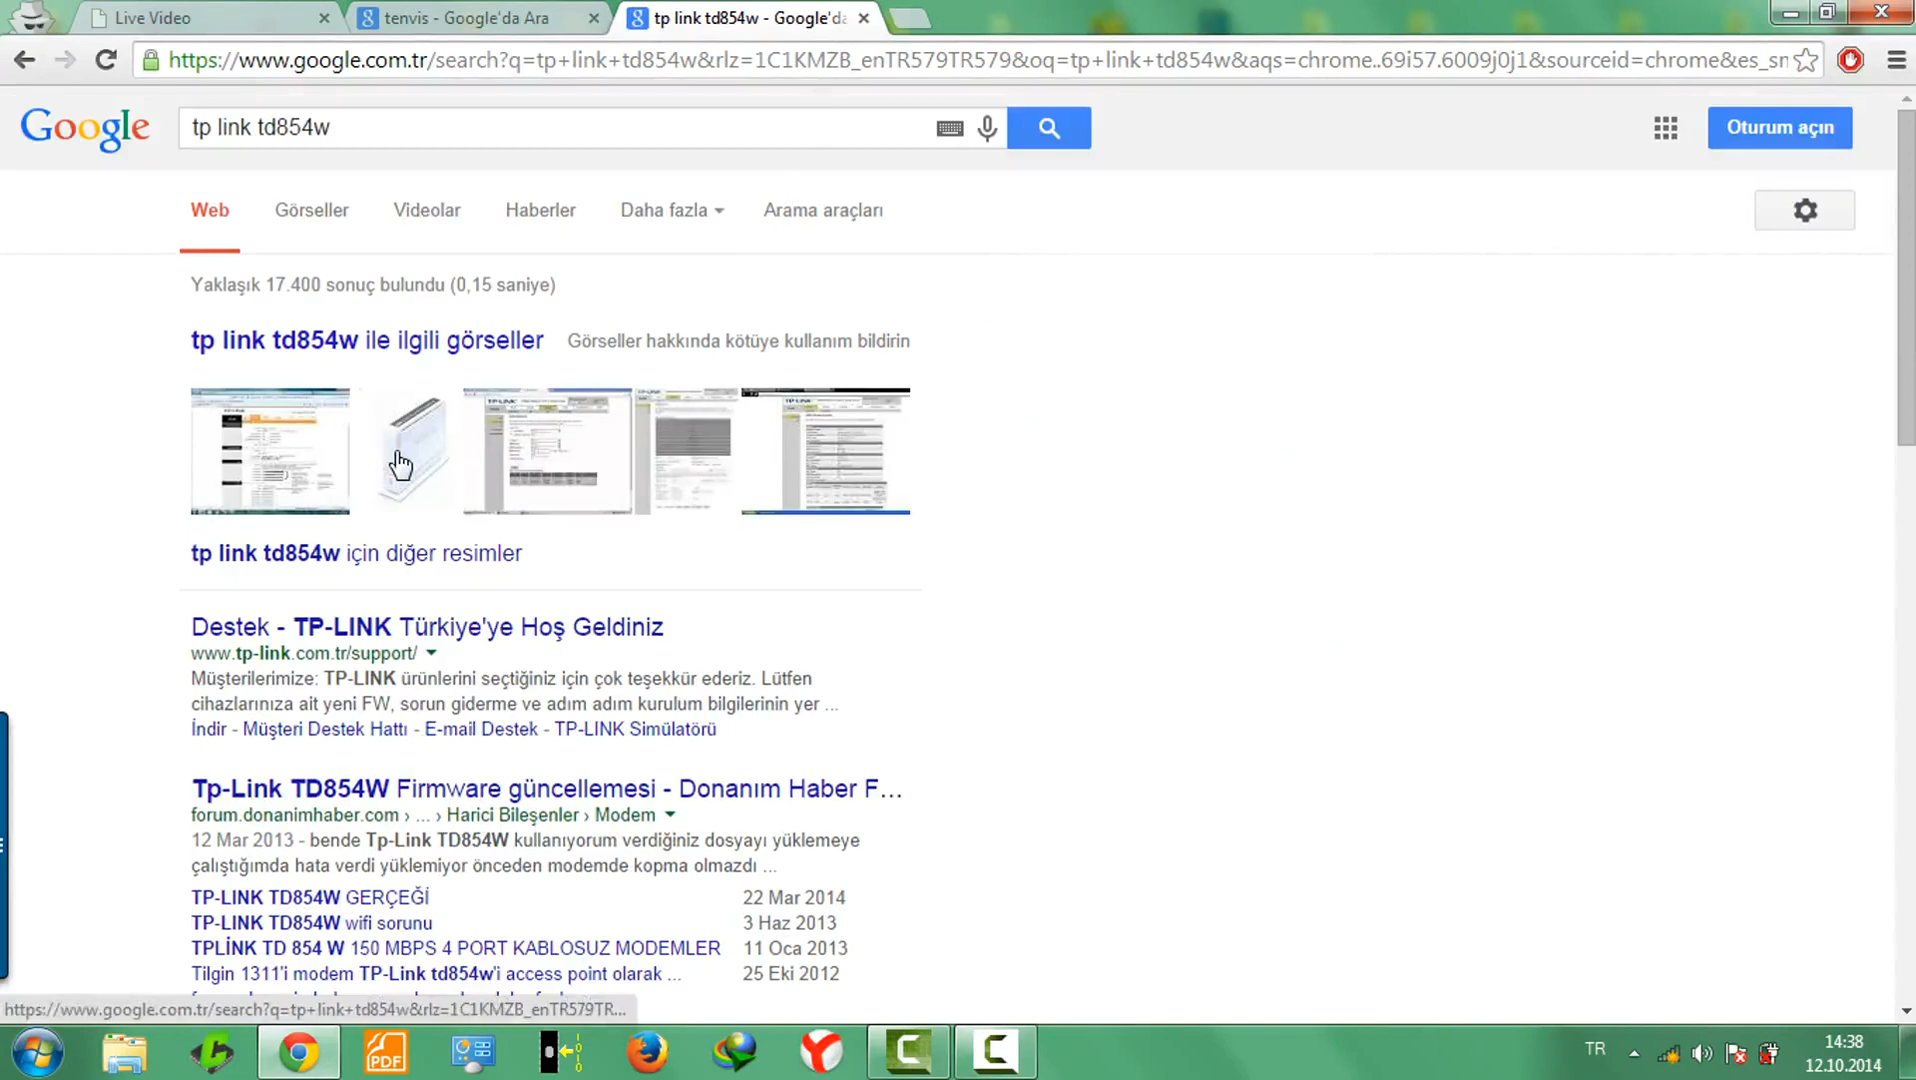 Live Video
tenvis - Google'da Ara
tp link td854w - Google'da
https://www.google.com.tr/search?q=tp+link+td854w&rlz=1C1KMZB_enTR579TR579&oq=tp+link+td854w&aqs=chrome..69i57.6009j0j1&sourceid=chrome&es_sn
Google
tp link td854w
Oturum açın
Web Görseller Videolar Haberler Daha fazla Arama araçları
Yaklaşık 17.400 sonuç bulundu (0,15 saniye)
tp link td854w ile ilgili görseller Görseller hakkında kötüye kullanım bildirin
tp link td854w için diğer resimler
Destek - TP-LINK Türkiye'ye Hoş Geldiniz
www.tp-link.com.tr/support/
Müşterilerimize: TP-LINK ürünlerini seçtiğiniz için çok teşekkür ederiz. Lütfen
cihazlarınıza ait yeni FW, sorun giderme ve adım adım kurulum bilgilerinin yer ...
İndir - Müşteri Destek Hattı - E-mail Destek - TP-LINK Simülatörü
Tp-Link TD854W Firmware güncellemesi - Donanım Haber F...
forum.donanimhaber.com › ... › Harici Bileşenler › Modem
12 Mar 2013 - bende Tp-Link TD854W kullanıyorum verdiğiniz dosyayı yüklemeye
çalıştığımda hata verdi yüklemiyor önceden modemde kopma olmazdı ...
TP-LINK TD854W GERÇEĞİ 22 Mar 2014
TP-LINK TD854W wifi sorunu 3 Haz 2013
TPLİNK TD 854 W 150 MBPS 4 PORT KABLOSUZ MODEMLER 11 Oca 2013
Tilgin 1311'i modem TP-Link td854w'i access point olarak ... 25 Eki 2012
https://www.google.com.tr/search?q=tp+link+td854w&rlz=1C1KMZB_enTR579TR...
PDF
TR
14:38
12.10.2014